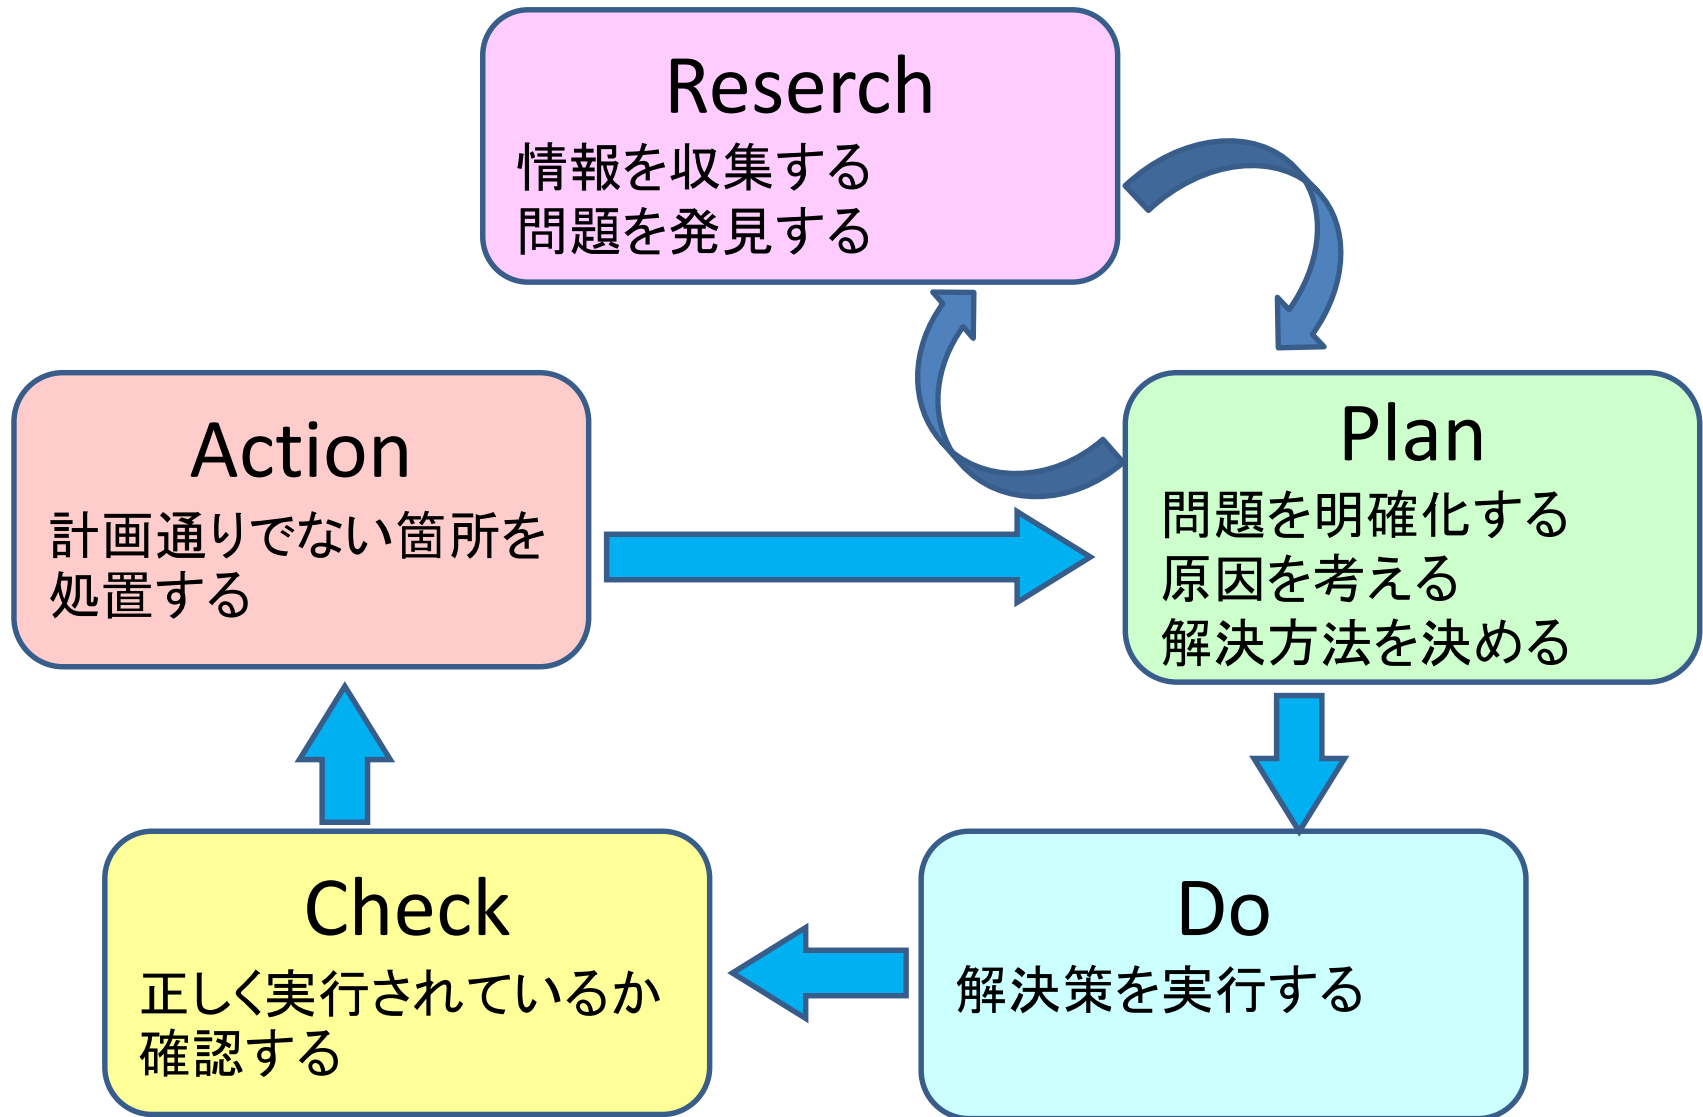 Reserch
情報を収集する
問題を発見する
Action
計画通りでない箇所を
処置する
Plan
問題を明確化する
原因を考える
解決方法を決める
Check
正しく実行されているか
確認する
Do
解決策を実行する